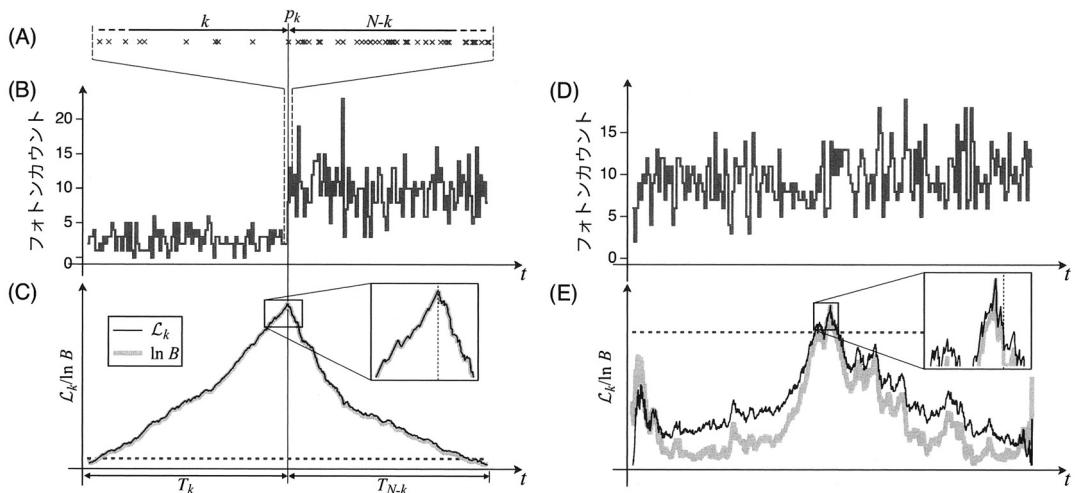 (A)
k
p_k
N-k
(B)
フォトンカウント
20
15
10
5
0
t
(C)
ℒ_k
ln B
ℒ_k/ln B
T_k
T_{N-k}
t
(D)
フォトンカウント
15
10
5
0
t
(E)
ℒ_k/ln B
t